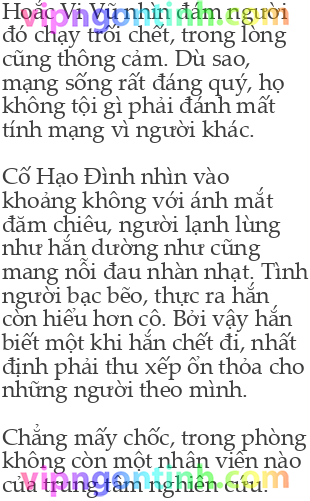 Hoắc Vi Vũ nhìn đám người
đó chạy trối chết, trong lòng
cũng thông cảm. Dù sao,
mạng sống rất đáng quý, họ
không tội gì phải đánh mất
tính mạng vì người khác.
Cố Hạo Đình nhìn vào
khoảng không với ánh mắt
đăm chiêu, người lạnh lùng
như hắn dường như cũng
mang nỗi đau nhàn nhạt. Tình
người bạc bẽo, thực ra hắn
còn hiểu hơn cô. Bởi vậy hắn
biết một khi hắn chết đi, nhất
định phải thu xếp ổn thỏa cho
những người theo mình.
Chẳng mấy chốc, trong phòng
không còn một nhân viên nào
của trung tâm nghiên cứu.
vipngontinh.com
vipngontinh.com